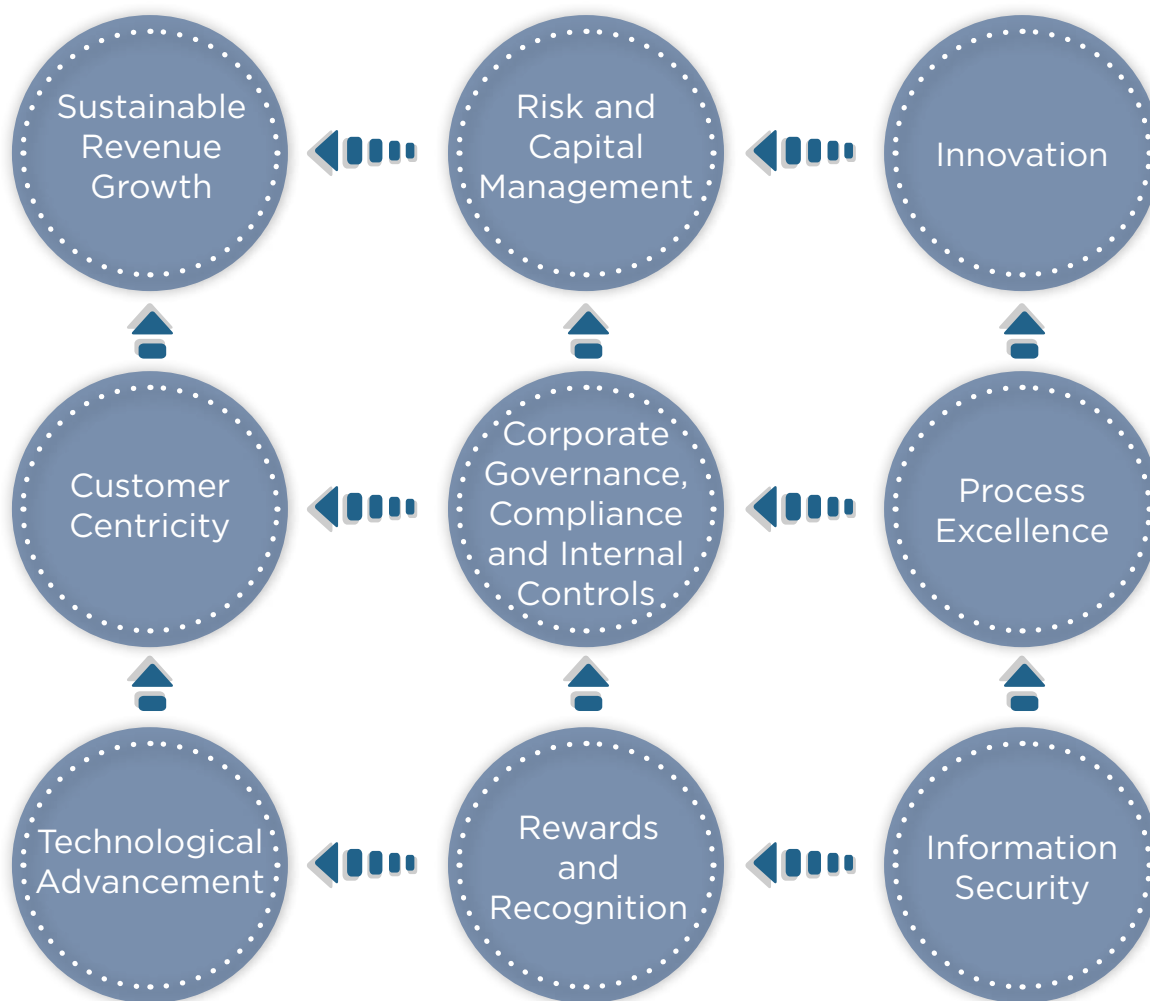 Sustainable
Revenue
Growth
Risk and
Capital
Management
Innovation
Customer
Centricity
Corporate
Governance,
Compliance
and Internal
Controls
Process
Excellence
Technological
Advancement
Rewards
and
Recognition
Information
Security